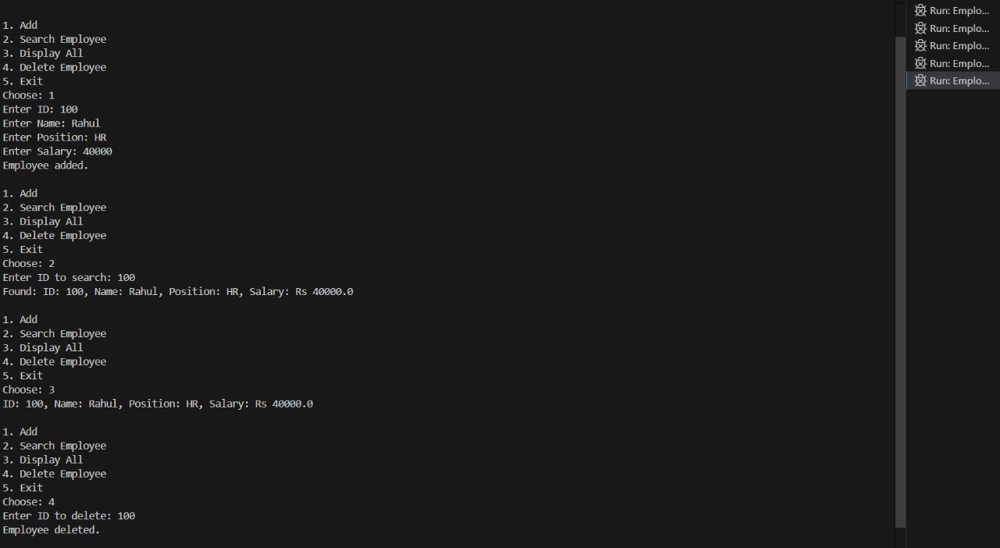 1. Add
2. Search Employee
3. Display All
4. Delete Employee
5. Exit
Choose: 1
Enter ID: 100
Enter Name: Rahul
Enter Position: HR
Enter Salary: 40000
Employee added.
1. Add
2. Search Employee
3. Display All
4. Delete Employee
5. Exit
Choose: 2
Enter ID to search: 100
Found: ID: 100, Name: Rahul, Position: HR, Salary: Rs 40000.0
1. Add
2. Search Employee
3. Display All
4. Delete Employee
5. Exit
Choose: 3
ID: 100, Name: Rahul, Position: HR, Salary: Rs 40000.0
1. Add
2. Search Employee
3. Display All
4. Delete Employee
5. Exit
Choose: 4
Enter ID to delete: 100
Employee deleted.
Run: Emplo...
Run: Emplo...
Run: Emplo...
Run: Emplo...
Run: Emplo...